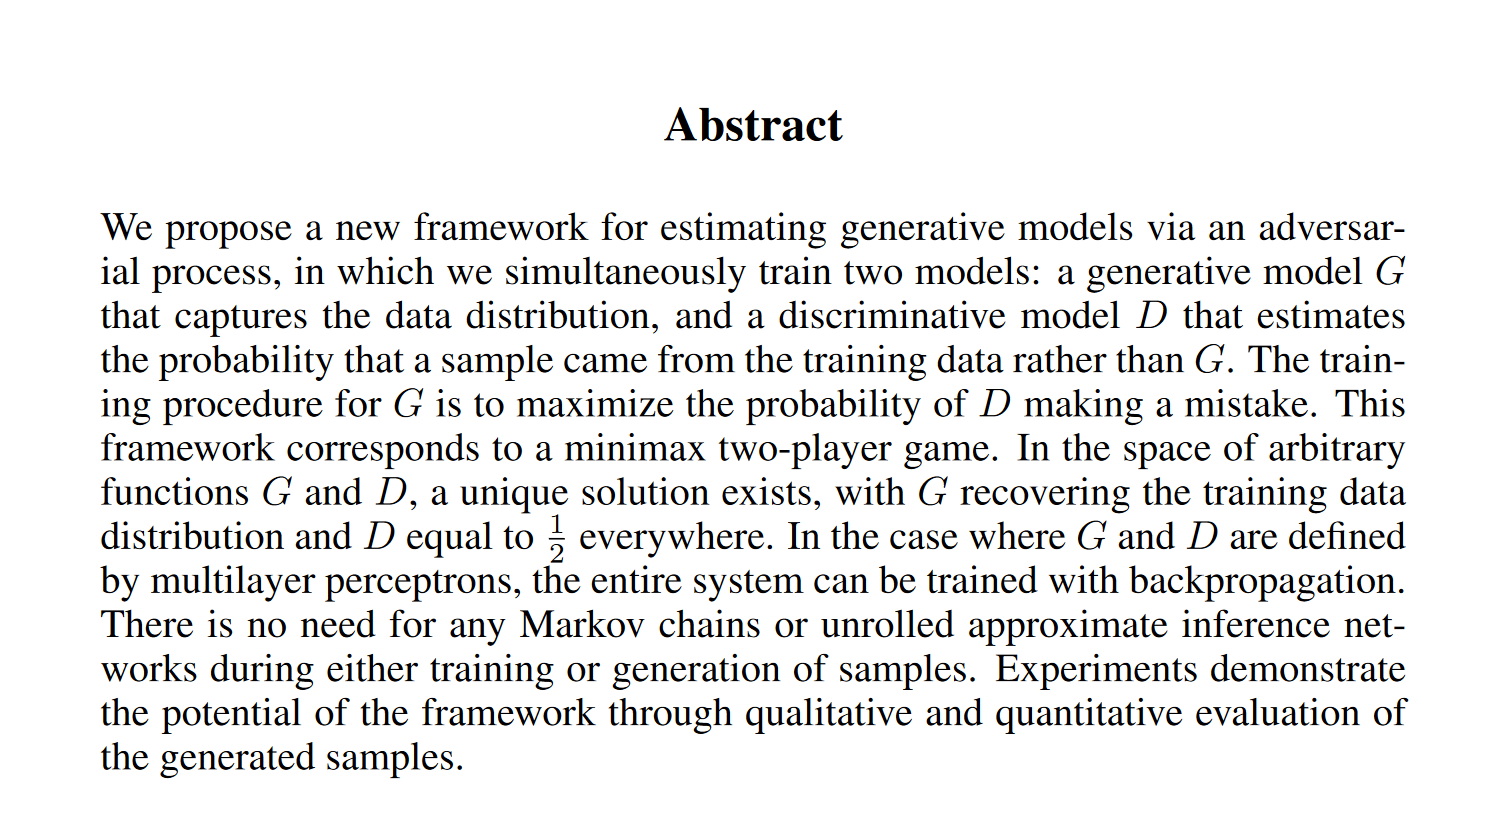 Abstract
We propose a new framework for estimating generative models via an adversar-
ial process, in which we simultaneously train two models: a generative model G
that captures the data distribution, and a discriminative model D that estimates
the probability that a sample came from the training data rather than G. The train-
ing procedure for G is to maximize the probability of D making a mistake. This
framework corresponds to a minimax two-player game. In the space of arbitrary
functions G and D, a unique solution exists, with G recovering the training data
distribution and D equal to 1/2 everywhere. In the case where G and D are defined
by multilayer perceptrons, the entire system can be trained with backpropagation.
There is no need for any Markov chains or unrolled approximate inference net-
works during either training or generation of samples. Experiments demonstrate
the potential of the framework through qualitative and quantitative evaluation of
the generated samples.